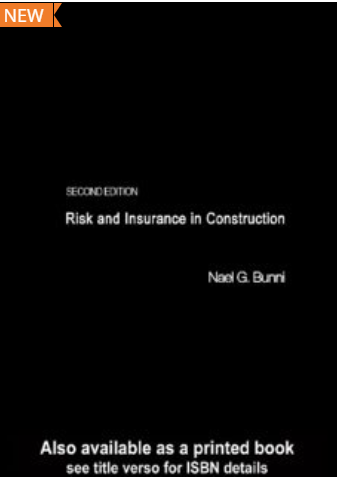 NEW
SECOND EDITION
Risk and Insurance in Construction
Nael G. Bunni
Also available as a printed book
see title verso for ISBN details